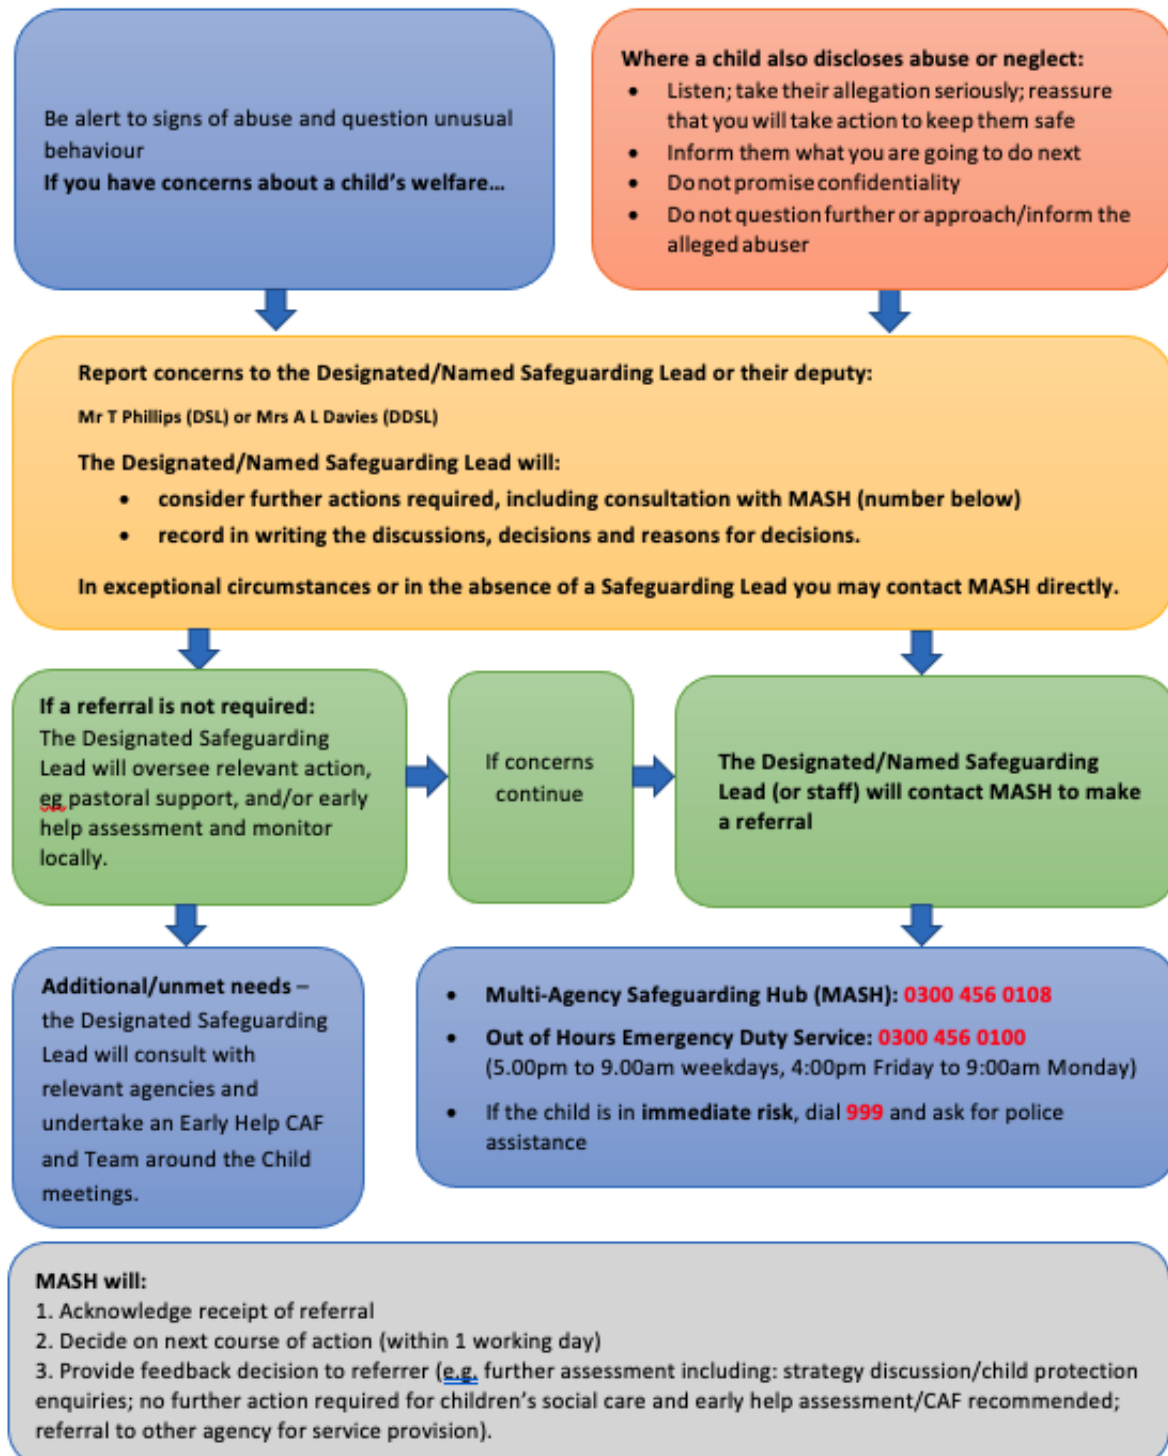 Be alert to signs of abuse and question unusual
behaviour
If you have concerns about a child's welfare...
Where a child also discloses abuse or neglect:
• Listen; take their allegation seriously; reassure
that you will take action to keep them safe
• Inform them what you are going to do next
• Do not promise confidentiality
• Do not question further or approach/inform the
alleged abuser
Report concerns to the Designated/Named Safeguarding Lead or their deputy:
Mr T Phillips (DSL) or Mrs A L Davies (DDSL)
The Designated/Named Safeguarding Lead will:
• consider further actions required, including consultation with MASH (number below)
• record in writing the discussions, decisions and reasons for decisions.
In exceptional circumstances or in the absence of a Safeguarding Lead you may contact MASH directly.
If a referral is not required:
The Designated Safeguarding
Lead will oversee relevant action,
eg pastoral support, and/or early
help assessment and monitor
locally.
If concerns
continue
The Designated/Named Safeguarding
Lead (or staff) will contact MASH to make
a referral
Additional/unmet needs –
the Designated Safeguarding
Lead will consult with
relevant agencies and
undertake an Early Help CAF
and Team around the Child
meetings.
• Multi-Agency Safeguarding Hub (MASH): 0300 456 0108
• Out of Hours Emergency Duty Service: 0300 456 0100
(5.00pm to 9.00am weekdays, 4:00pm Friday to 9:00am Monday)
• If the child is in immediate risk, dial 999 and ask for police
assistance
MASH will:
1. Acknowledge receipt of referral
2. Decide on next course of action (within 1 working day)
3. Provide feedback decision to referrer (e.g. further assessment including: strategy discussion/child protection
enquiries; no further action required for children's social care and early help assessment/CAF recommended;
referral to other agency for service provision).